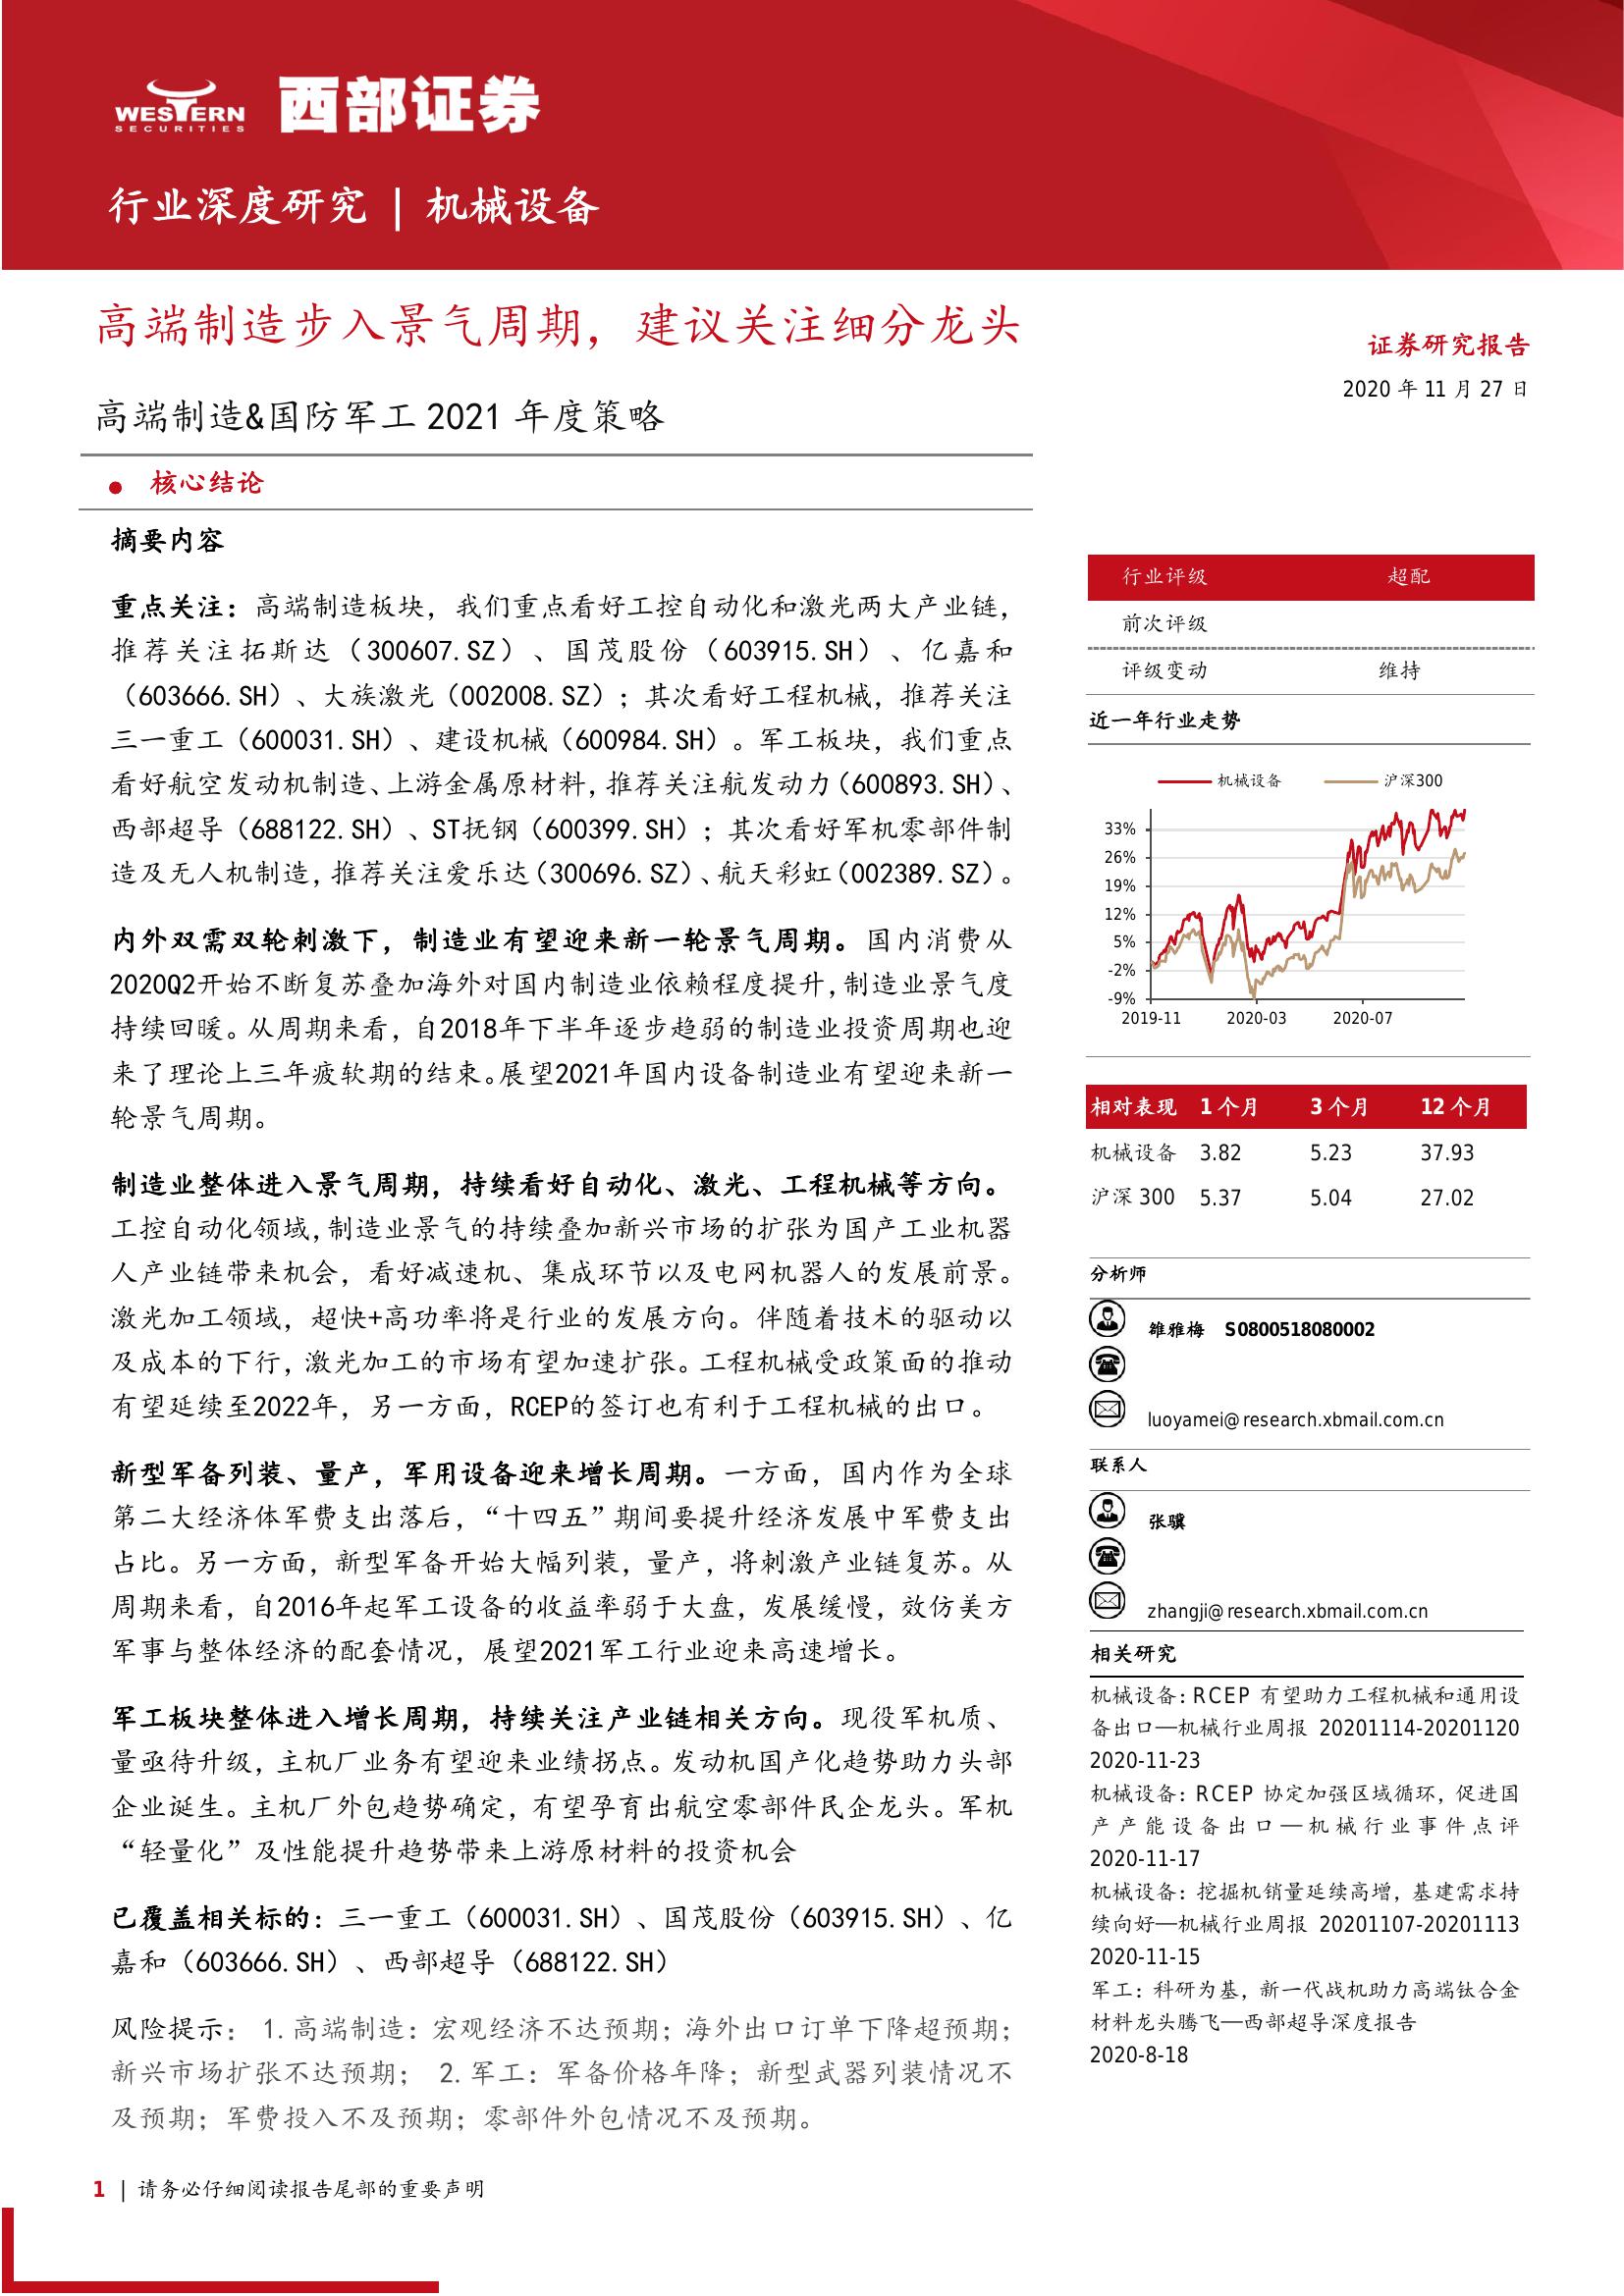 WESTERN
SECURITIES
西部证券
行业深度研究 | 机械设备
高端制造步入景气周期，建议关注细分龙头
高端制造&国防军工 2021 年度策略
● 核心结论
摘要内容
重点关注：高端制造板块，我们重点看好工控自动化和激光两大产业链，
推荐关注拓斯达（300607.SZ）、国茂股份（603915.SH）、亿嘉和
（603666.SH）、大族激光（002008.SZ）；其次看好工程机械，推荐关注
三一重工（600031.SH）、建设机械（600984.SH）。军工板块，我们重点
看好航空发动机制造、上游金属原材料，推荐关注航发动力（600893.SH）、
西部超导（688122.SH）、ST抚钢（600399.SH）；其次看好军机零部件制
造及无人机制造，推荐关注爱乐达（300696.SZ）、航天彩虹（002389.SZ）。
内外双需双轮刺激下，制造业有望迎来新一轮景气周期。国内消费从
2020Q2开始不断复苏叠加海外对国内制造业依赖程度提升，制造业景气度
持续回暖。从周期来看，自2018年下半年逐步趋弱的制造业投资周期也迎
来了理论上三年疲软期的结束。展望2021年国内设备制造业有望迎来新一
轮景气周期。
制造业整体进入景气周期，持续看好自动化、激光、工程机械等方向。
工控自动化领域，制造业景气的持续叠加新兴市场的扩张为国产工业机器
人产业链带来机会，看好减速机、集成环节以及电网机器人的发展前景。
激光加工领域，超快+高功率将是行业的发展方向。伴随着技术的驱动以
及成本的下行，激光加工的市场有望加速扩张。工程机械受政策面的推动
有望延续至2022年，另一方面，RCEP的签订也有利于工程机械的出口。
新型军备列装、量产，军用设备迎来增长周期。一方面，国内作为全球
第二大经济体军费支出落后，“十四五”期间要提升经济发展中军费支出
占比。另一方面，新型军备开始大幅列装，量产，将刺激产业链复苏。从
周期来看，自2016年起军工设备的收益率弱于大盘，发展缓慢，效仿美方
军事与整体经济的配套情况，展望2021军工行业迎来高速增长。
军工板块整体进入增长周期，持续关注产业链相关方向。现役军机质、
量亟待升级，主机厂业务有望迎来业绩拐点。发动机国产化趋势助力头部
企业诞生。主机厂外包趋势确定，有望孕育出航空零部件民企龙头。军机
“轻量化”及性能提升趋势带来上游原材料的投资机会
已覆盖相关标的：三一重工（600031.SH）、国茂股份（603915.SH）、亿
嘉和（603666.SH）、西部超导（688122.SH）
风险提示： 1.高端制造：宏观经济不达预期；海外出口订单下降超预期；
新兴市场扩张不达预期； 2.军工：军备价格年降；新型武器列装情况不
及预期；军费投入不及预期；零部件外包情况不及预期。
证券研究报告
2020 年 11 月 27 日
行业评级 超配
前次评级
评级变动 维持
近一年行业走势
机械设备 沪深300
33%
26%
19%
12%
5%
-2%
-9%
2019-11 2020-03 2020-07
相对表现 1 个月 3 个月 12 个月
机械设备 3.82 5.23 37.93
沪深 300 5.37 5.04 27.02
分析师
雒雅梅 S0800518080002
luoyamei@research.xbmail.com.cn
联系人
张骥
zhangji@research.xbmail.com.cn
相关研究
机械设备：RCEP 有望助力工程机械和通用设
备出口—机械行业周报 20201114-20201120
2020-11-23
机械设备：RCEP 协定加强区域循环，促进国
产产能设备出口—机械行业事件点评
2020-11-17
机械设备：挖掘机销量延续高增，基建需求持
续向好—机械行业周报 20201107-20201113
2020-11-15
军工：科研为基，新一代战机助力高端钛合金
材料龙头腾飞—西部超导深度报告
2020-8-18
1 | 请务必仔细阅读报告尾部的重要声明